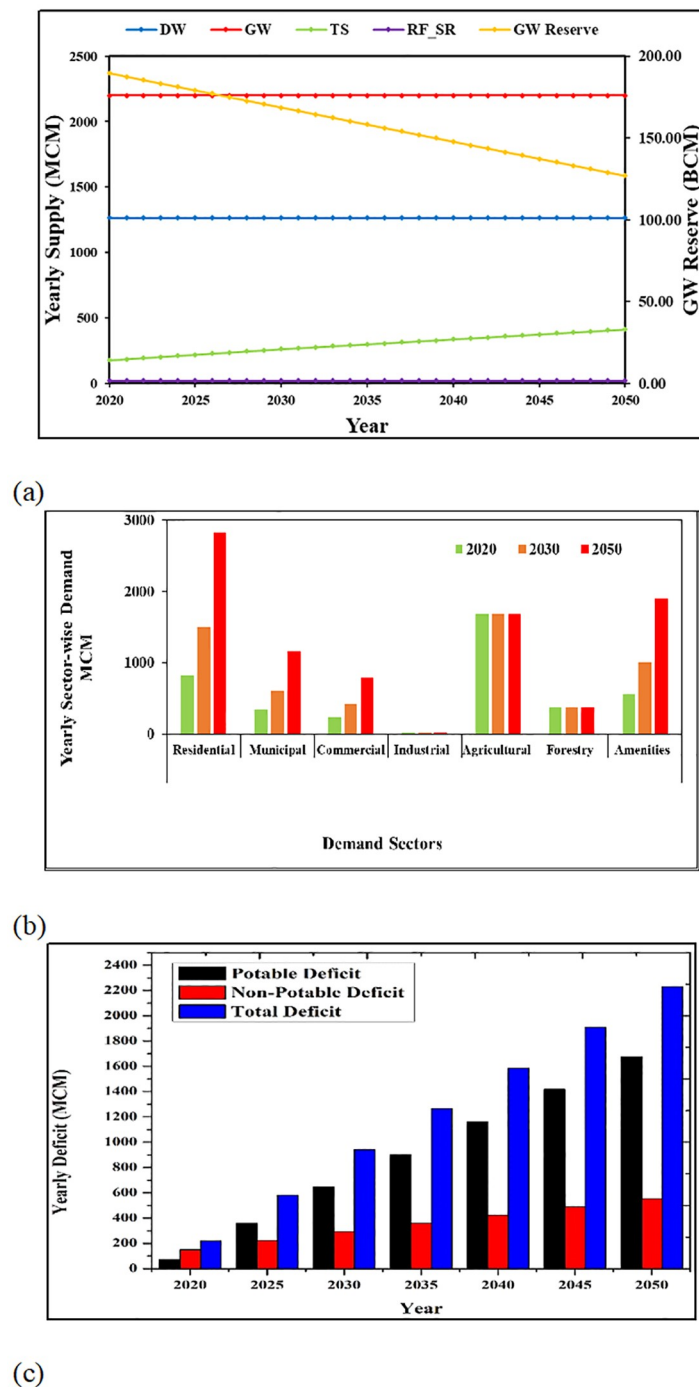 DW GW TS RF_SR GW Reserve
2500 200.00
2000 150.00
1500
100.00
1000
500 50.00
0 0.00
2020 2025 2030 2035 2040 2045 2050
Year
Yearly Supply (MCM)
GW Reserve (BCM)
(a)
3000
2020 2030 2050
2000
1000
0
Yearly Sector-wise Demand
MCM
Residential Municipal Commercial Industrial Agricultural Forestry Amenities
Demand Sectors
(b)
2400
2200
2000
1800
1600
1400
1200
1000
800
600
400
200
0
Potable Deficit
Non-Potable Deficit
Total Deficit
Yearly Deficit (MCM)
2020 2025 2030 2035 2040 2045 2050
Year
(c)